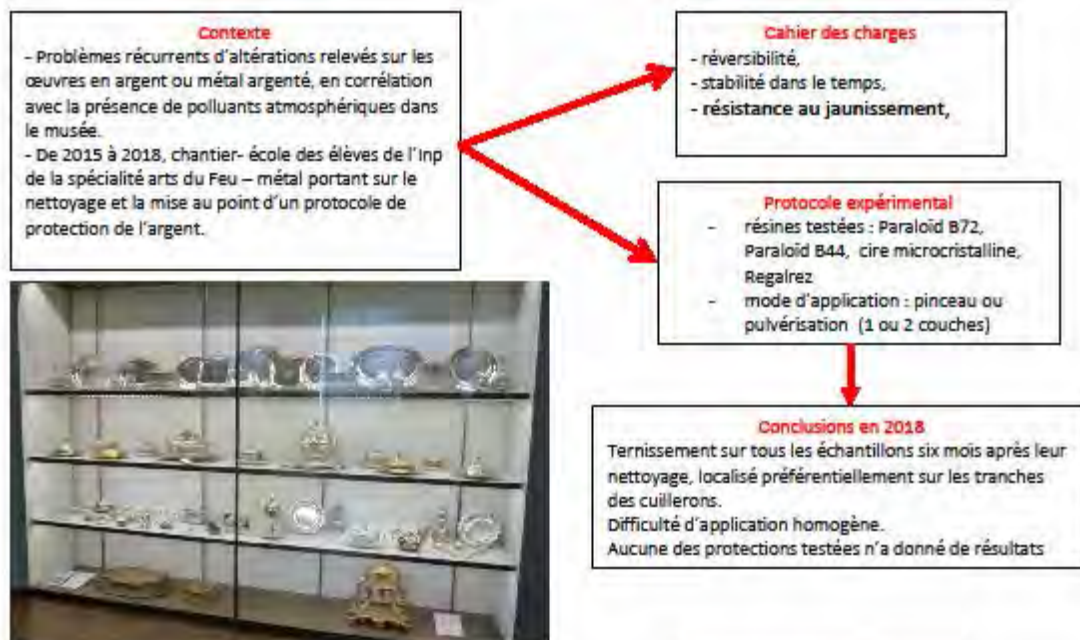 Contexte
- Problèmes récurrents d'altérations relevés sur les
œuvres en argent ou métal argenté, en corrélation
avec la présence de polluants atmosphériques dans
le musée.
- De 2015 à 2018, chantier- école des élèves de l'Inp
de la spécialité arts du Feu – métal portant sur le
nettoyage et la mise au point d'un protocole de
protection de l'argent.
Cahier des charges
- réversibilité,
- stabilité dans le temps,
- résistance au jaunissement,
Protocole expérimental
- résines testées : Paraloïd B72,
Paraloïd B44, cire microcristalline,
Regalrez
- mode d'application : pinceau ou
pulvérisation (1 ou 2 couches)
Conclusions en 2018
Ternissement sur tous les échantillons six mois après leur
nettoyage, localisé préférentiellement sur les tranches
des cuillerons.
Difficulté d'application homogène.
Aucune des protections testées n'a donné de résultats